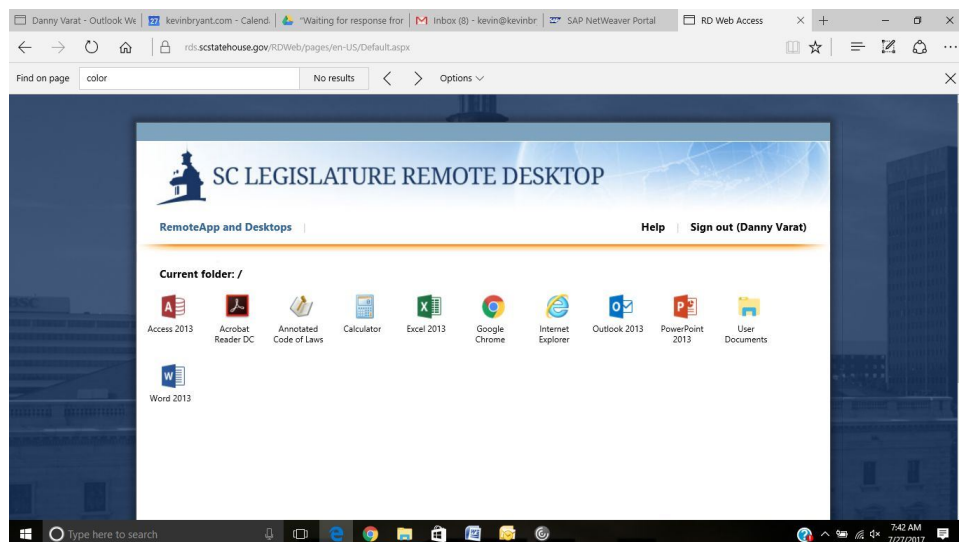 Danny Varat - Outlook We
27 kevinbryant.com - Calend
"Waiting for response fror
Inbox (8) - kevin@kevinbr
SAP NetWeaver Portal
RD Web Access
rds.scstatehouse.gov/RDWeb/pages/en-US/Default.aspx
Find on page color No results Options
SC LEGISLATURE REMOTE DESKTOP
RemoteApp and Desktops Help Sign out (Danny Varat)
Current folder: /
Access 2013
Acrobat
Reader DC
Annotated
Code of Laws
Calculator
Excel 2013
Google
Chrome
Internet
Explorer
Outlook 2013
PowerPoint
2013
User
Documents
Word 2013
Type here to search
7:42 AM
7/27/2017